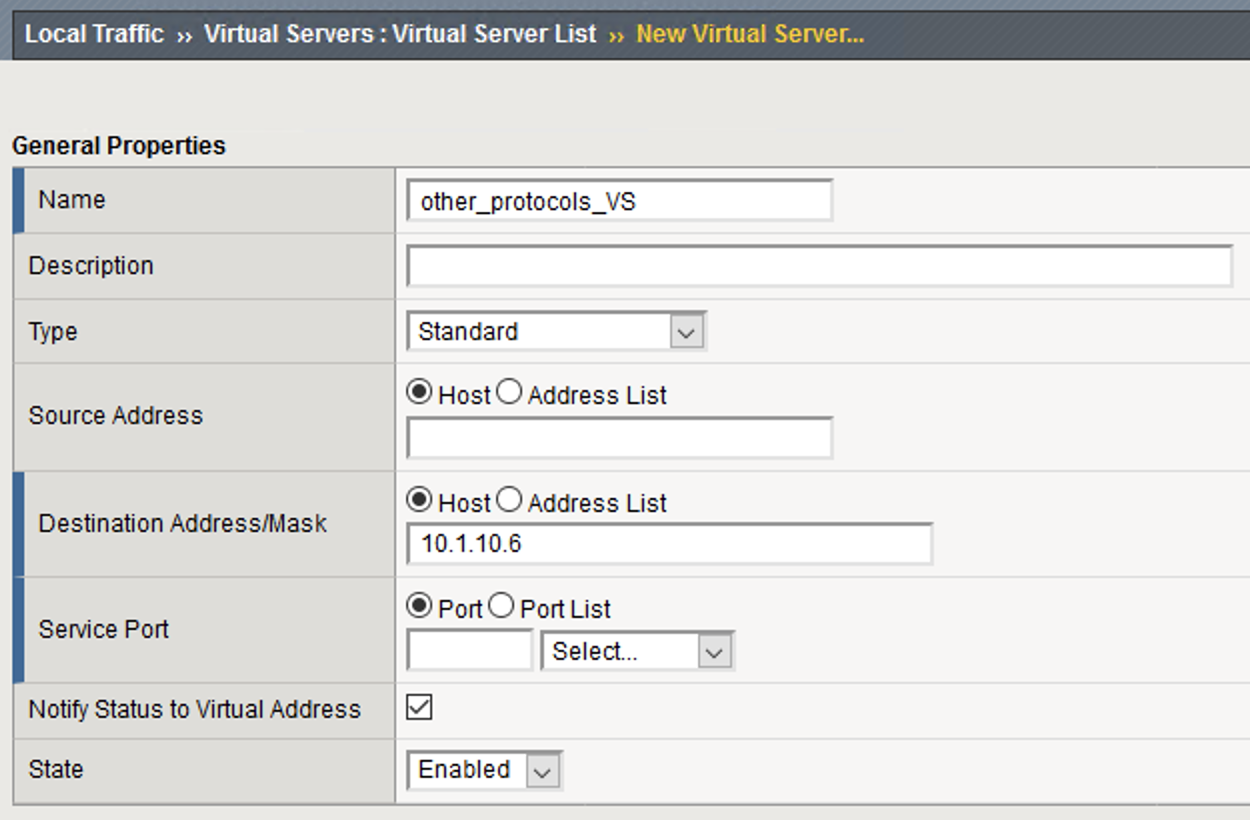 Local Traffic ›› Virtual Servers : Virtual Server List ›› New Virtual Server...
General Properties
Name other_protocols_VS
Description
Type Standard
Source Address Host Address List
Destination Address/Mask Host Address List
10.1.10.6
Service Port Port Port List
Select...
Notify Status to Virtual Address
State Enabled